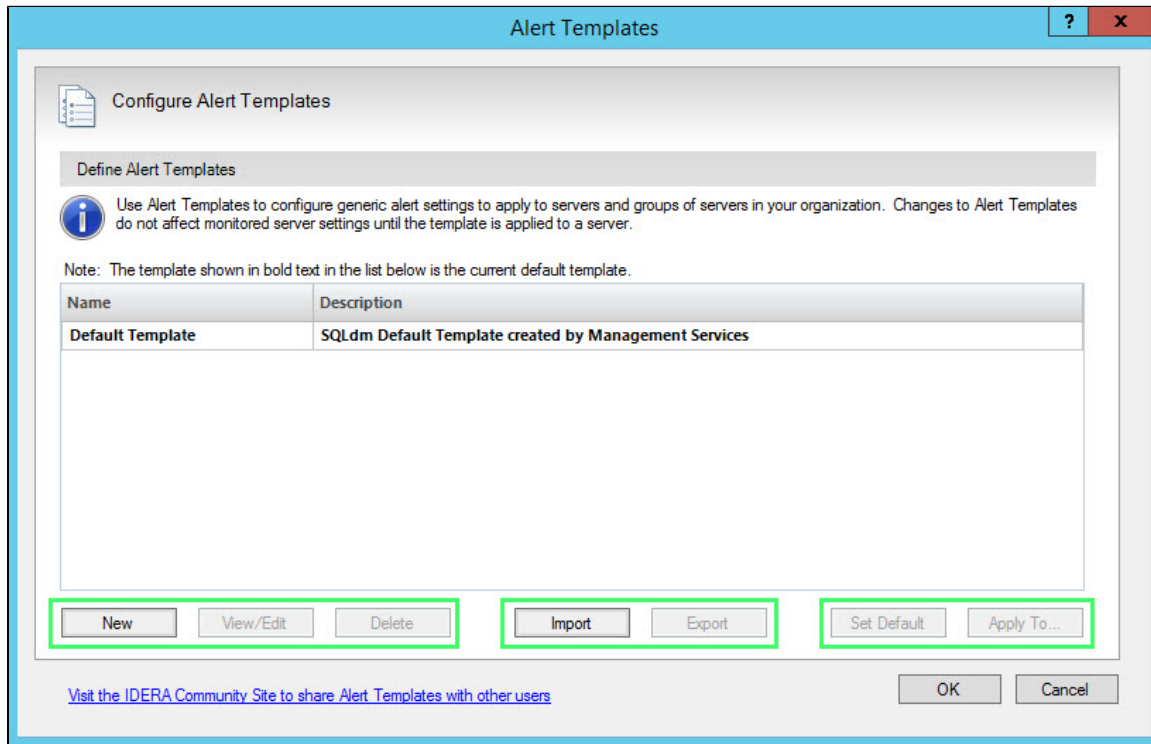 Alert Templates
? x
Configure Alert Templates
Define Alert Templates
i
Use Alert Templates to configure generic alert settings to apply to servers and groups of servers in your organization. Changes to Alert Templates
do not affect monitored server settings until the template is applied to a server.
Note: The template shown in bold text in the list below is the current default template.
Name Description
Default Template SQLdm Default Template created by Management Services
New View/Edit Delete Import Export Set Default Apply To...
Visit the IDERA Community Site to share Alert Templates with other users
OK Cancel